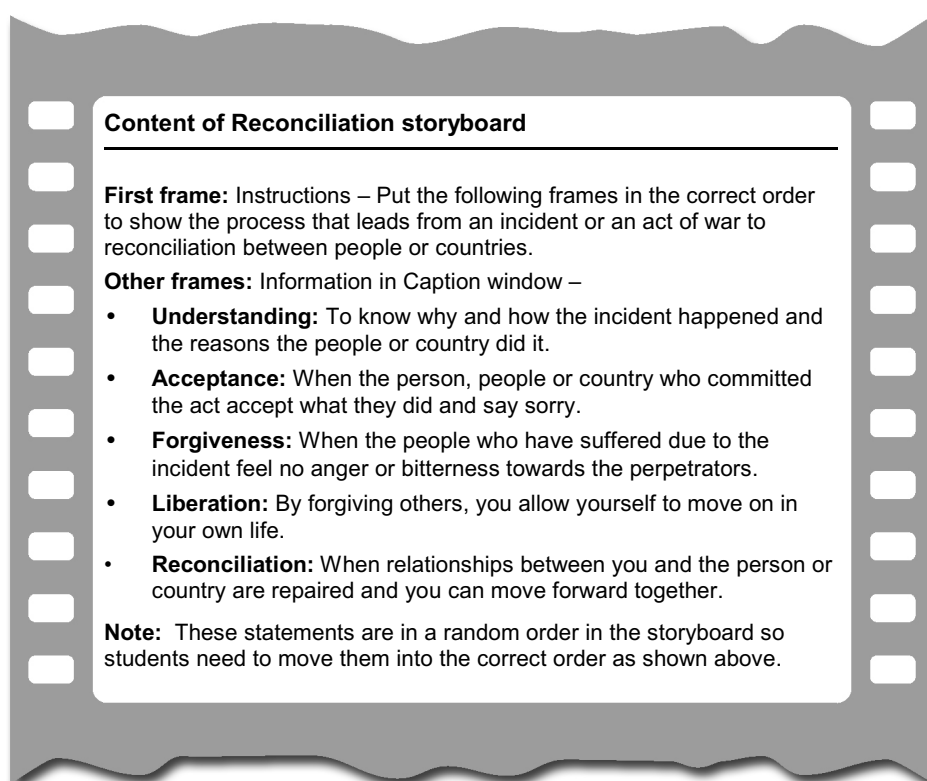 Content of Reconciliation storyboard
First frame: Instructions – Put the following frames in the correct order
to show the process that leads from an incident or an act of war to
reconciliation between people or countries.
Other frames: Information in Caption window –
• Understanding: To know why and how the incident happened and
the reasons the people or country did it.
• Acceptance: When the person, people or country who committed
the act accept what they did and say sorry.
• Forgiveness: When the people who have suffered due to the
incident feel no anger or bitterness towards the perpetrators.
• Liberation: By forgiving others, you allow yourself to move on in
your own life.
• Reconciliation: When relationships between you and the person or
country are repaired and you can move forward together.
Note: These statements are in a random order in the storyboard so
students need to move them into the correct order as shown above.